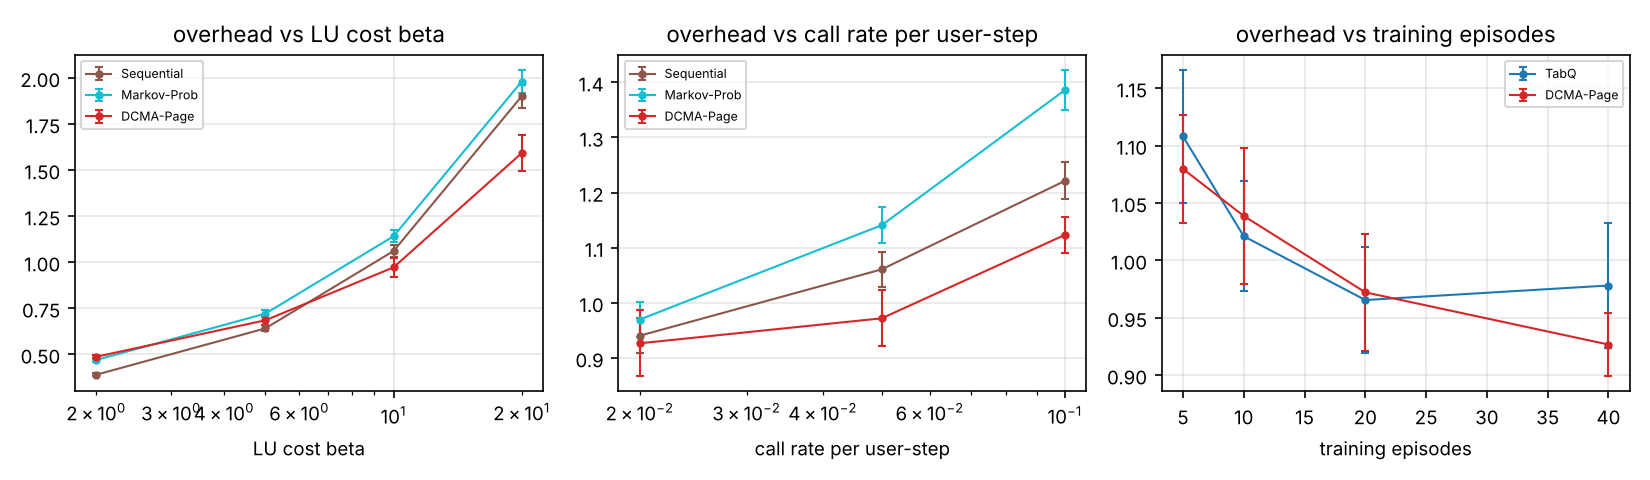 overhead vs LU cost beta
2.00
1.75
1.50
1.25
1.00
0.75
0.50
Sequential
Markov-Prob
DCMA-Page
2 × 10⁰
3 × 10⁰
4 × 10⁰
6 × 10⁰
10¹
2 × 10¹
LU cost beta
overhead vs call rate per user-step
1.4
1.3
1.2
1.1
1.0
0.9
Sequential
Markov-Prob
DCMA-Page
2 × 10⁻²
3 × 10⁻²
4 × 10⁻²
6 × 10⁻²
10⁻¹
call rate per user-step
overhead vs training episodes
1.15
1.10
1.05
1.00
0.95
0.90
TabQ
DCMA-Page
5
10
15
20
25
30
35
40
training episodes